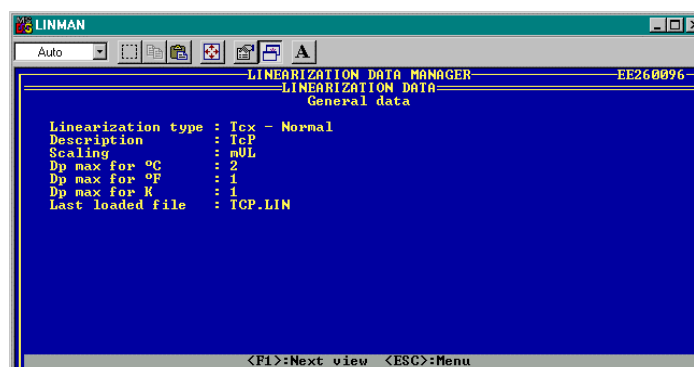 LINMAN
Auto
A
LINEARIZATION DATA MANAGER EE260096
LINEARIZATION DATA
General data
Linearization type : Tcx - Normal
Description : TcP
Scaling : mVL
Dp max for ºC : 2
Dp max for ºF : 1
Dp max for K : 1
Last loaded file : TCP.LIN
<F1>:Next view <ESC>:Menu